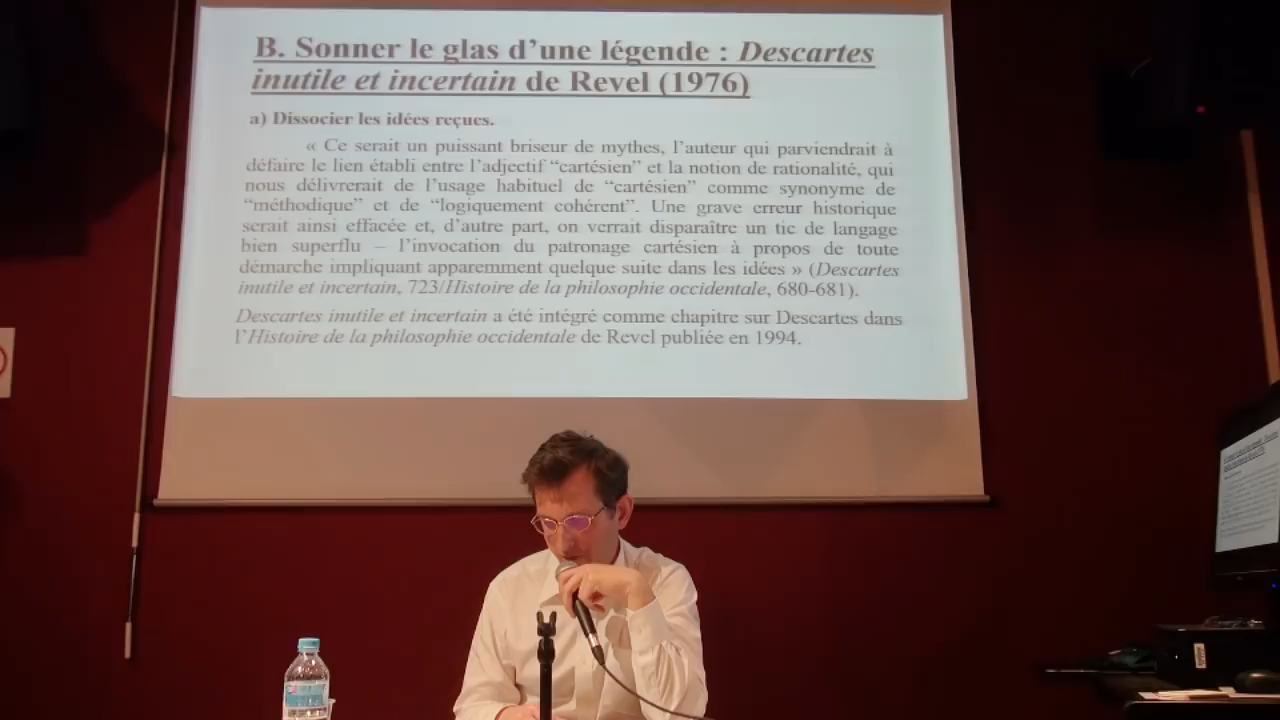 B. Sonner le glas d’une légende : Descartes
inutile et incertain de Revel (1976)
a) Dissocier les idées reçues.
« Ce serait un puissant briseur de mythes, l’auteur qui parviendrait à
défaire le lien établi entre l’adjectif “cartésien” et la notion de rationalité, qui
nous délivrerait de l’usage habituel de “cartésien” comme synonyme de
“méthodique” et de “logiquement cohérent”. Une grave erreur historique
serait ainsi effacée et, d’autre part, on verrait disparaître un tic de langage
bien superflu – l’invocation du patronage cartésien à propos de toute
démarche impliquant apparemment quelque suite dans les idées » (Descartes
inutile et incertain, 723/Histoire de la philosophie occidentale, 680-681).
Descartes inutile et incertain a été intégré comme chapitre sur Descartes dans
l’Histoire de la philosophie occidentale de Revel publiée en 1994.